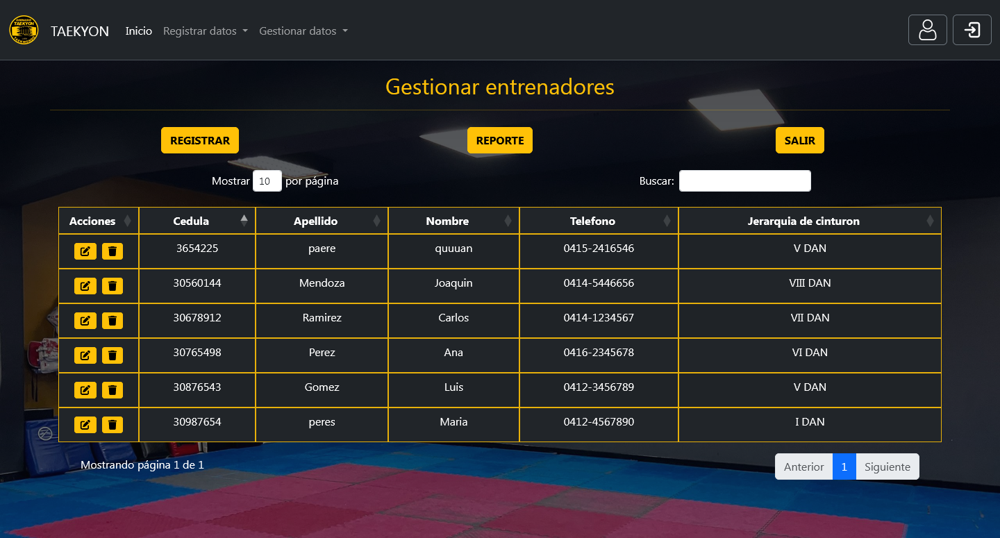 GIMNASIO
TAEKYON
TAEKWONDO
TAEKYON Inicio Registrar datos Gestionar datos
Gestionar entrenadores
REGISTRAR REPORTE SALIR
Mostrar 10 por página Buscar:
Acciones Cedula Apellido Nombre Telefono Jerarquia de cinturon
3654225 paere quuuan 0415-2416546 V DAN
30560144 Mendoza Joaquin 0414-5446656 VIII DAN
30678912 Ramirez Carlos 0414-1234567 VII DAN
30765498 Perez Ana 0416-2345678 VI DAN
30876543 Gomez Luis 0412-3456789 V DAN
30987654 peres Maria 0412-4567890 I DAN
Mostrando página 1 de 1 Anterior 1 Siguiente